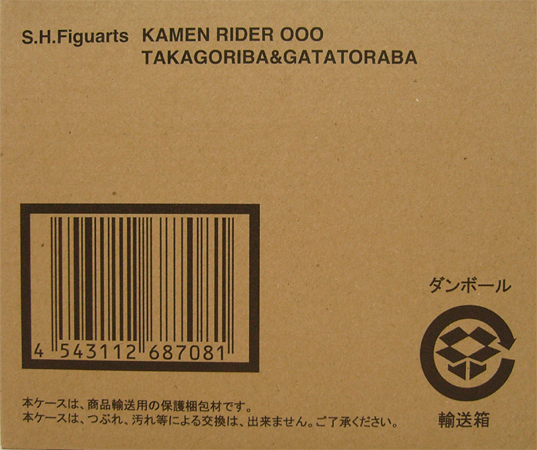 S.H.Figuarts KAMEN RIDER OOO
TAKAGORIBA&GATATORABA
ダンボール
輸送箱
4 543112 687081
本ケースは、商品輸送用の保護梱包材です。
本ケースは、つぶれ、汚れ等による交換は、出来ません。ご了承ください。